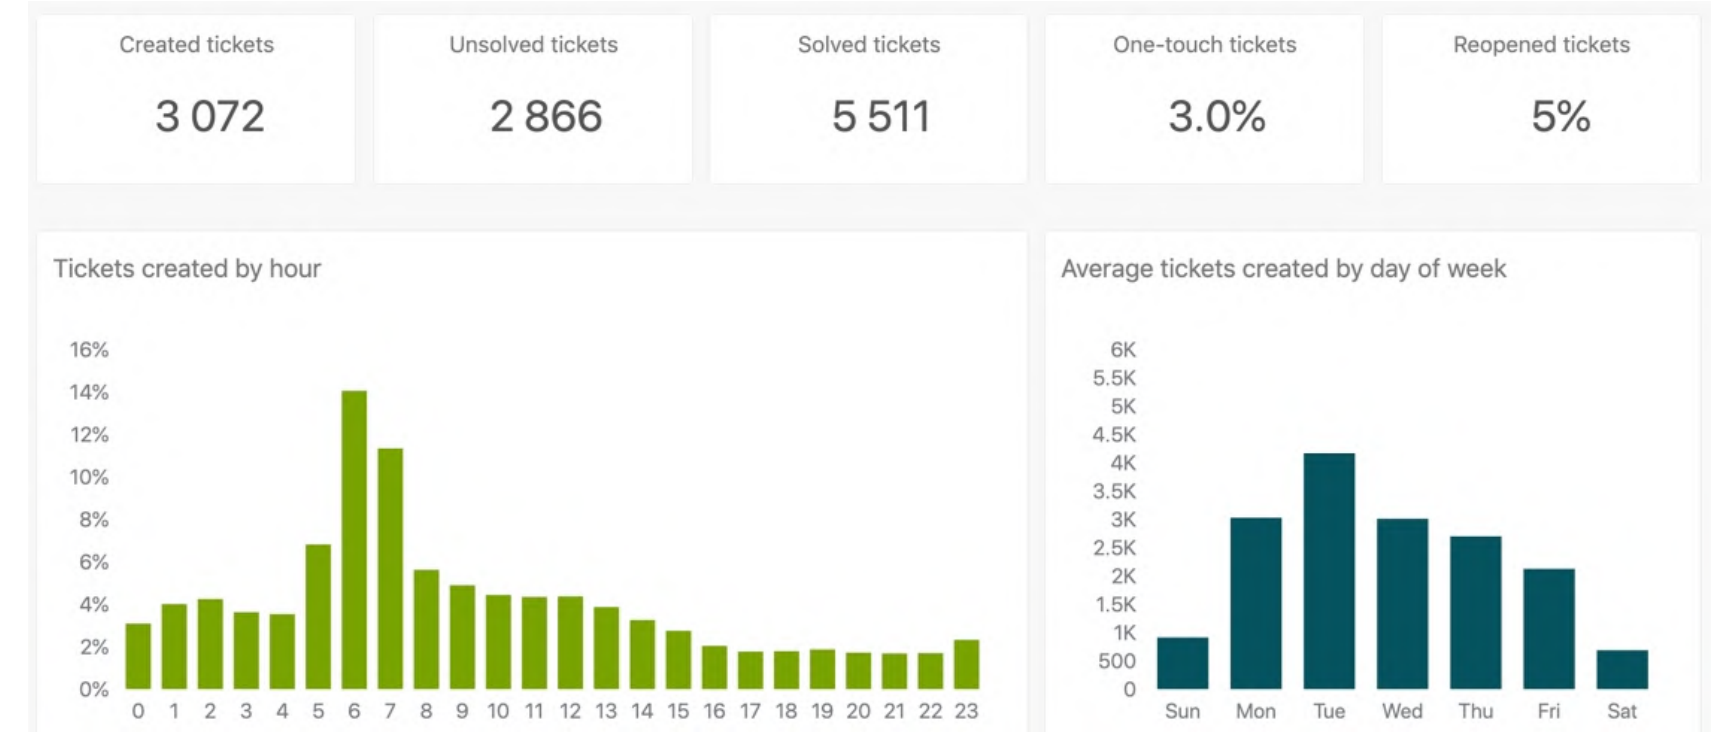 Created tickets
3 072
Unsolved tickets
2 866
Solved tickets
5 511
One-touch tickets
3.0%
Reopened tickets
5%
Tickets created by hour
16%
14%
12%
10%
8%
6%
4%
2%
0%
0 1 2 3 4 5 6 7 8 9 10 11 12 13 14 15 16 17 18 19 20 21 22 23
Average tickets created by day of week
6K
5.5K
5K
4.5K
4K
3.5K
3K
2.5K
2K
1.5K
1K
500
0
Sun Mon Tue Wed Thu Fri Sat